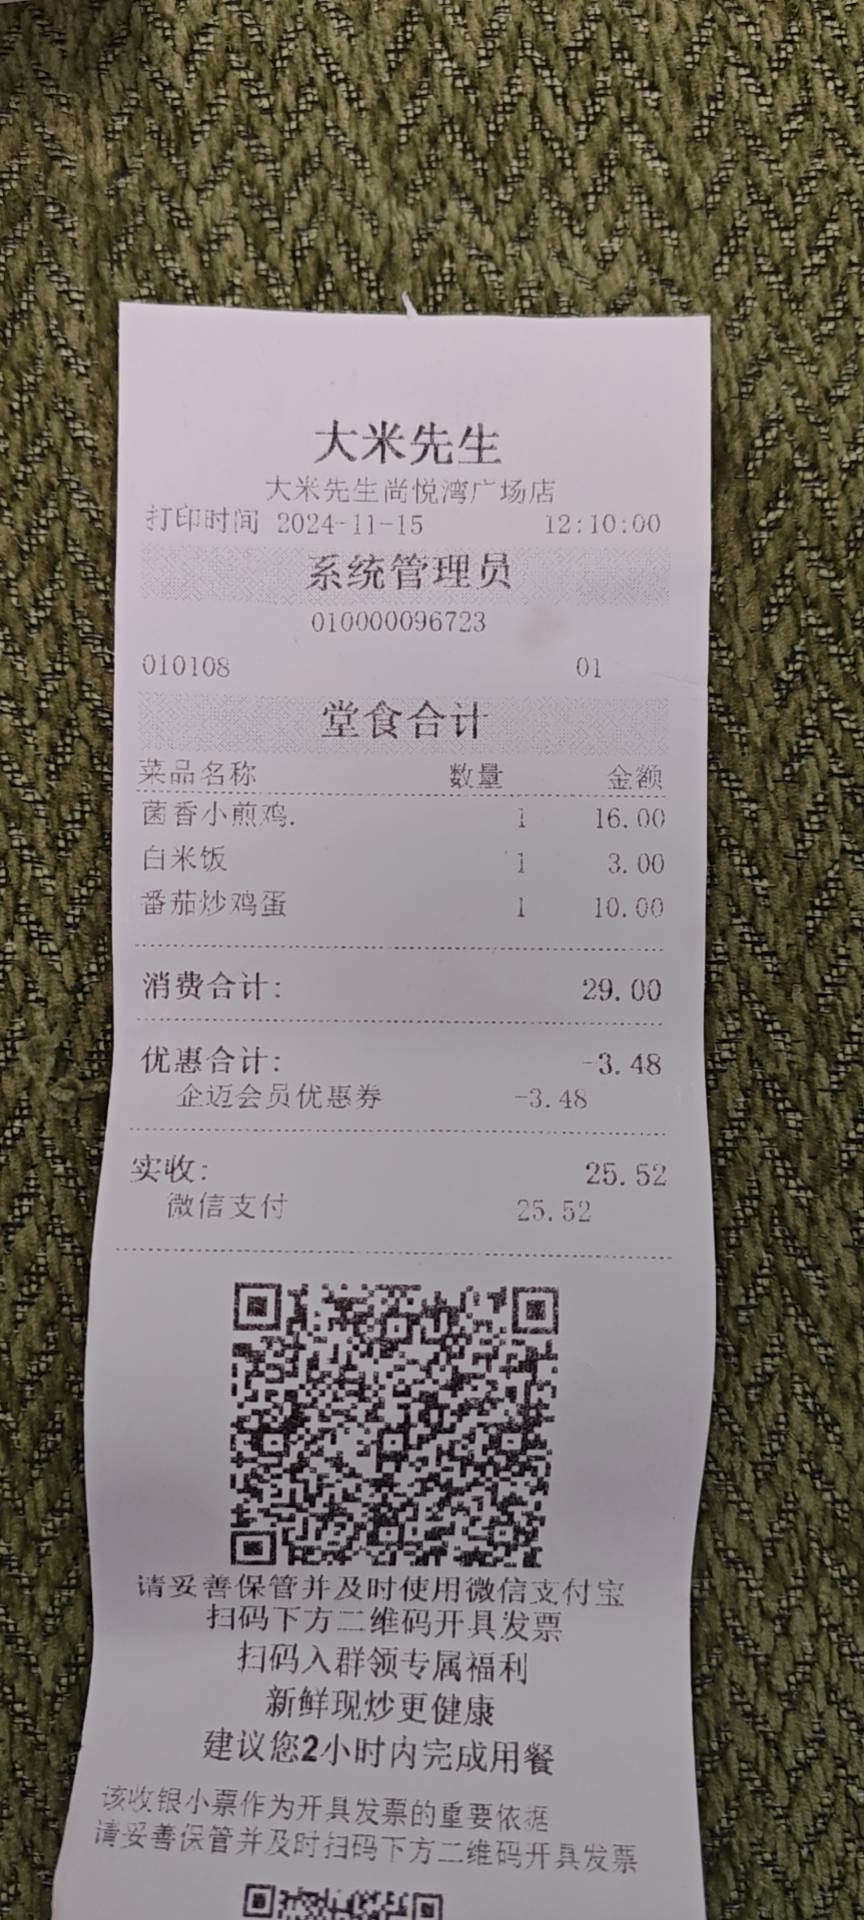 大米先生
大米先生尚悦湾广场店
打印时间 2024-11-15 12:10:00
系统管理员
010000096723
010108 01
堂食合计
菜品名称 数量 金额
菌香小煎鸡. 1 16.00
白米饭 1 3.00
番茄炒鸡蛋 1 10.00
消费合计: 29.00
优惠合计: -3.48
企迈会员优惠券 -3.48
实收: 25.52
微信支付 25.52
请妥善保管并及时使用微信支付宝
扫码下方二维码开具发票
扫码入群领专属福利
新鲜现炒更健康
建议您2小时内完成用餐
该收银小票作为开具发票的重要依据
请妥善保管并及时扫码下方二维码开具发票